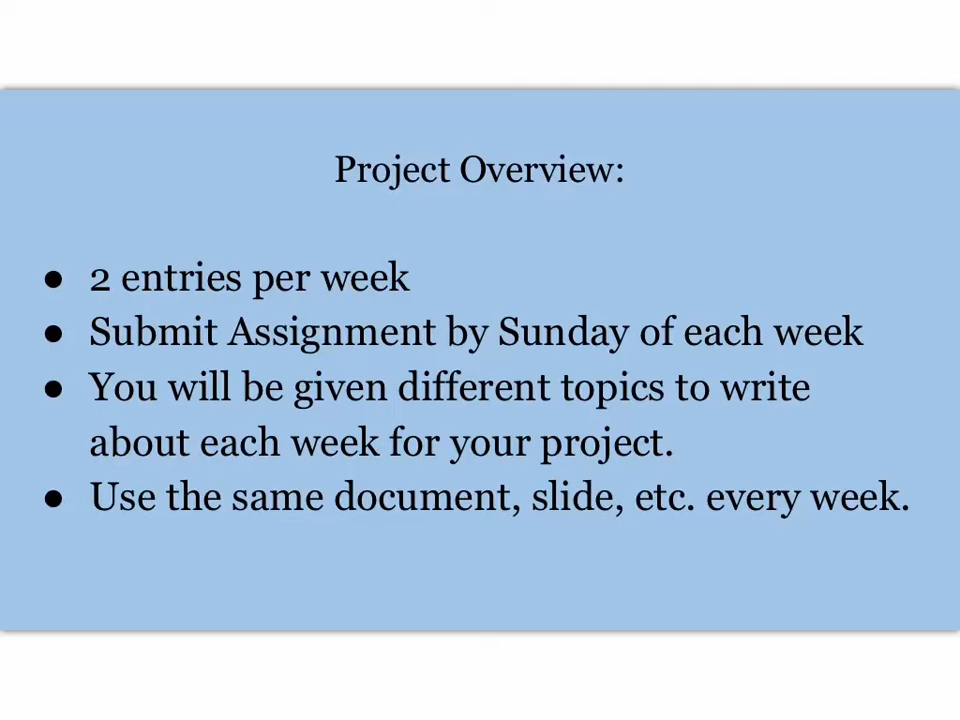 Project Overview:
● 2 entries per week
● Submit Assignment by Sunday of each week
● You will be given different topics to write
about each week for your project.
● Use the same document, slide, etc. every week.